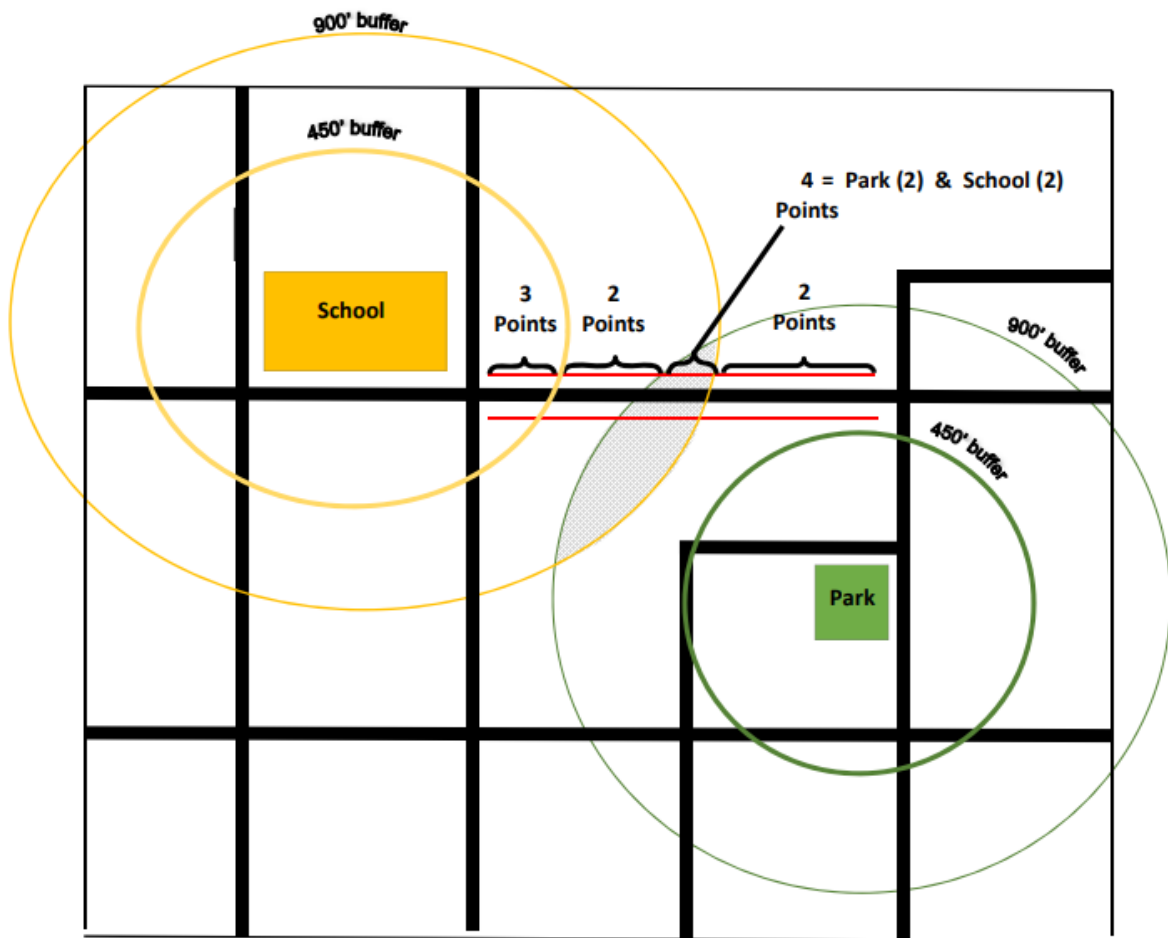 900' buffer
450' buffer
4 = Park (2) & School (2)
Points
School
3
Points
2
Points
2
Points
900' buffer
450' buffer
Park